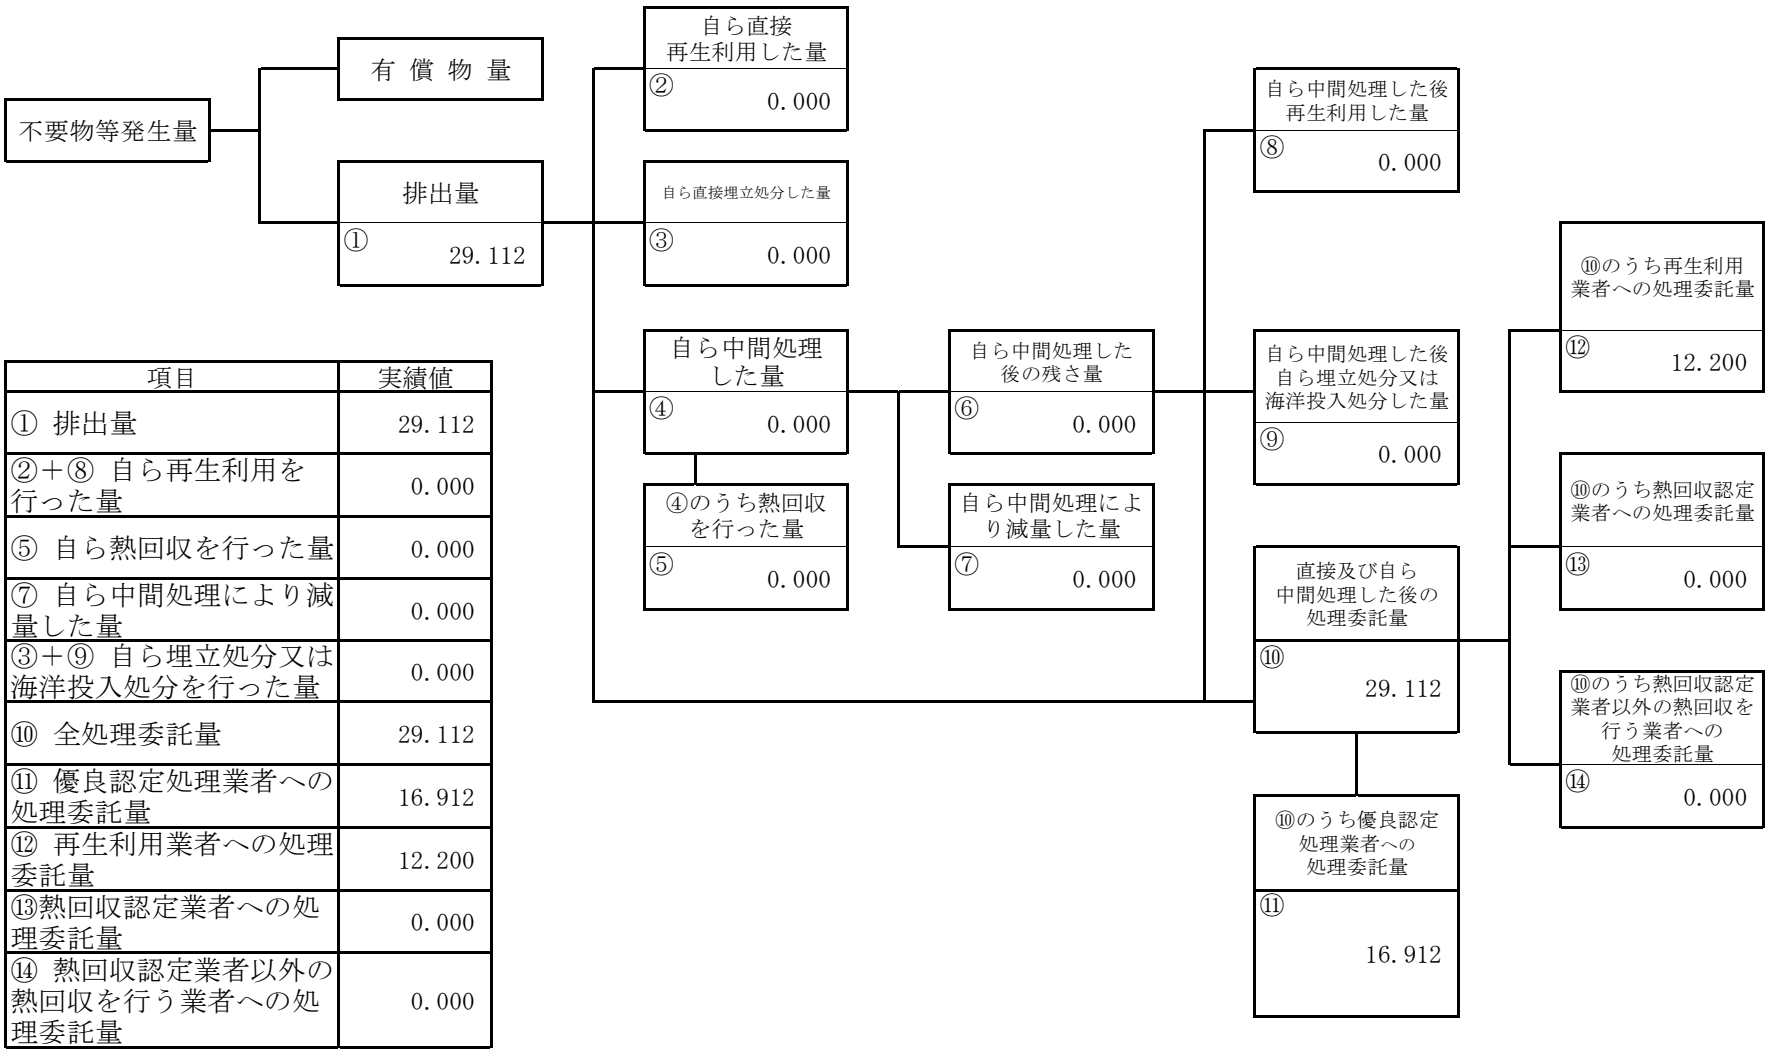 不要物等発生量
有 償 物 量
排出量
①
29.112
自ら直接
再生利用した量
②
0.000
自ら直接埋立処分した量
③
0.000
自ら中間処理
した量
④
0.000
④のうち熱回収
を行った量
⑤
0.000
自ら中間処理した
後の残さ量
⑥
0.000
自ら中間処理によ
り減量した量
⑦
0.000
自ら中間処理した後
再生利用した量
⑧
0.000
自ら中間処理した後
自ら埋立処分又は
海洋投入処分した量
⑨
0.000
直接及び自ら
中間処理した後の
処理委託量
⑩
29.112
⑩のうち優良認定
処理業者への
処理委託量
⑪
16.912
⑩のうち再生利用
業者への処理委託量
⑫
12.200
⑩のうち熱回収認定
業者への処理委託量
⑬
0.000
⑩のうち熱回収認定
業者以外の熱回収を
行う業者への
処理委託量
⑭
0.000
項目 実績値
① 排出量 29.112
②＋⑧ 自ら再生利用を
行った量 0.000
⑤ 自ら熱回収を行った量 0.000
⑦ 自ら中間処理により減
量した量 0.000
③＋⑨ 自ら埋立処分又は
海洋投入処分を行った量 0.000
⑩ 全処理委託量 29.112
⑪ 優良認定処理業者への
処理委託量 16.912
⑫ 再生利用業者への処理
委託量 12.200
⑬熱回収認定業者への処
理委託量 0.000
⑭ 熱回収認定業者以外の
熱回収を行う業者への処
理委託量 0.000